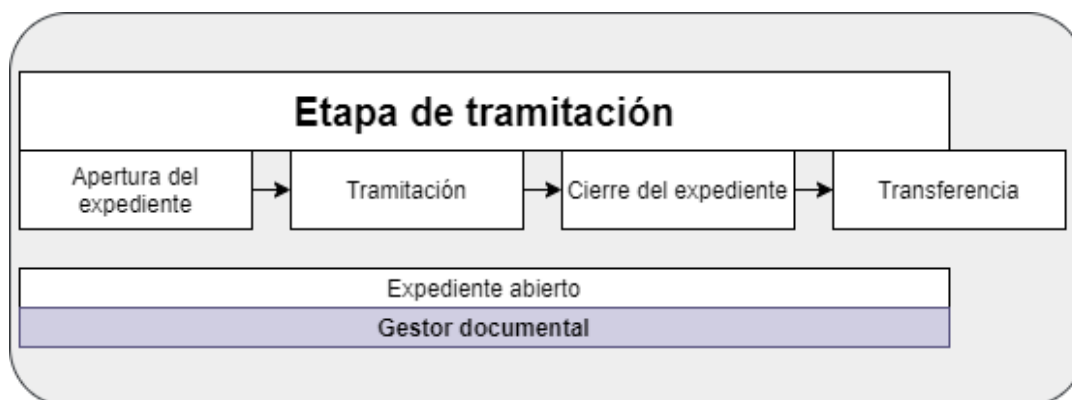 Etapa de tramitación
Apertura del
expediente
Tramitación
Cierre del expediente
Transferencia
Expediente abierto
Gestor documental